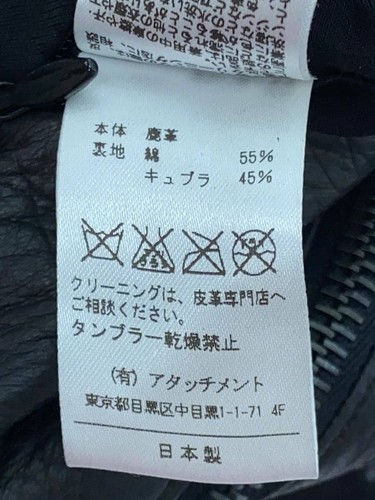 本体 鹿革
裏地 綿 55%
キュプラ 45%
クリーニングは、皮革専門店へ
ご相談ください。
タンブラー乾燥禁止
(有) アタッチメント
東京都目黒区中目黒1-1-71 4F
日本製